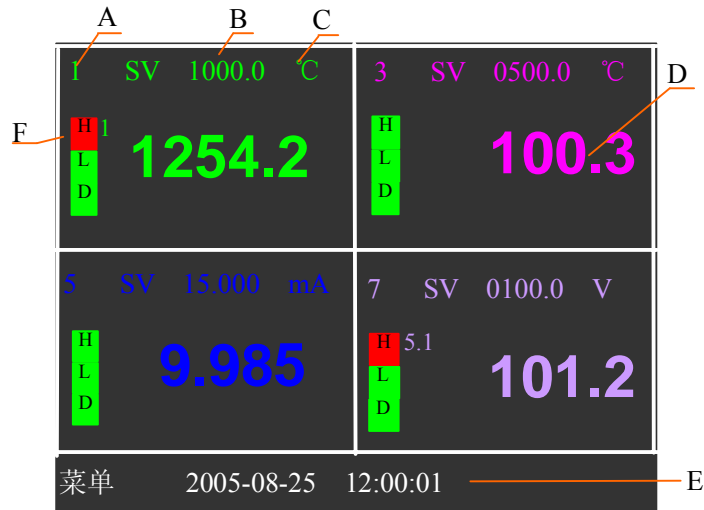 A B C
1 SV 1000.0 ℃
3 SV 0500.0 ℃
D
F
H 1
L
D
1254.2
H
L
D
100.3
5 SV 15.000 mA
7 SV 0100.0 V
H
L
D
9.985
H 5.1
L
D
101.2
菜单 2005-08-25 12:00:01
E